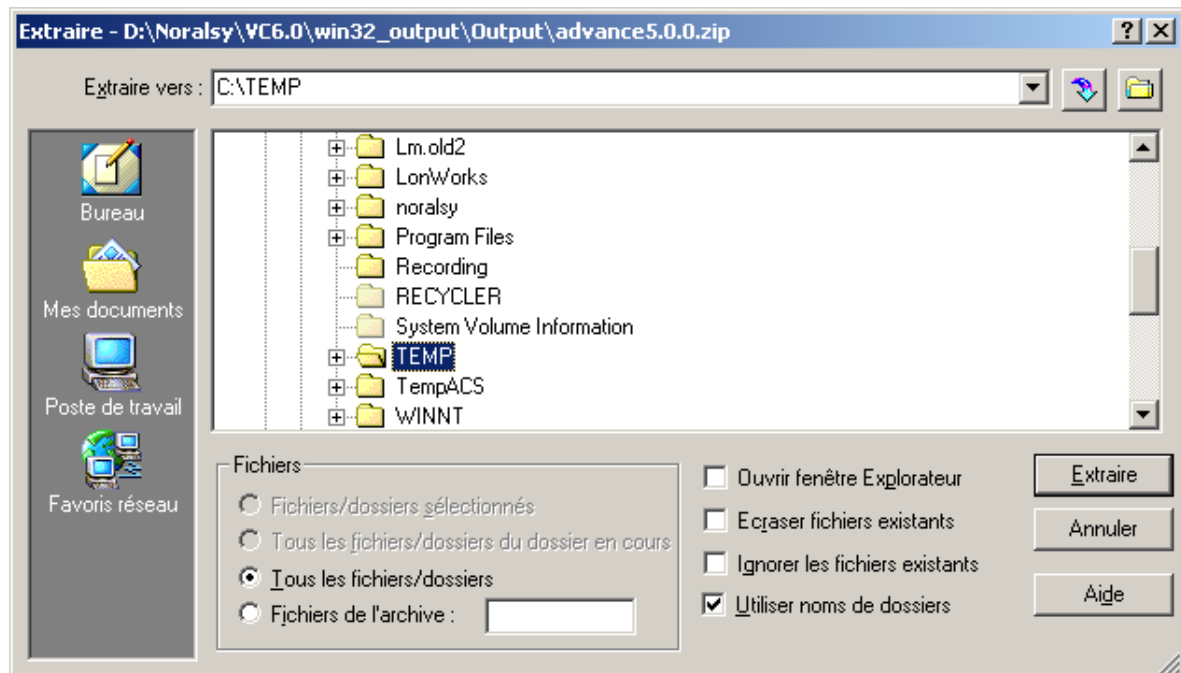 Extraire - D:\Noralsy\VC6.0\win32_output\Output\advance5.0.0.zip
Extraire vers : C:\TEMP
Bureau
Mes documents
Poste de travail
Favoris réseau
Lm.old2
LonWorks
noralsy
Program Files
Recording
RECYCLER
System Volume Information
TEMP
TempACS
WINNT
Fichiers
Fichiers/dossiers sélectionnés
Tous les fichiers/dossiers du dossier en cours
Tous les fichiers/dossiers
Fichiers de l'archive :
Ouvrir fenêtre Explorateur
Ecraser fichiers existants
Ignorer les fichiers existants
Utiliser noms de dossiers
Extraire
Annuler
Aide